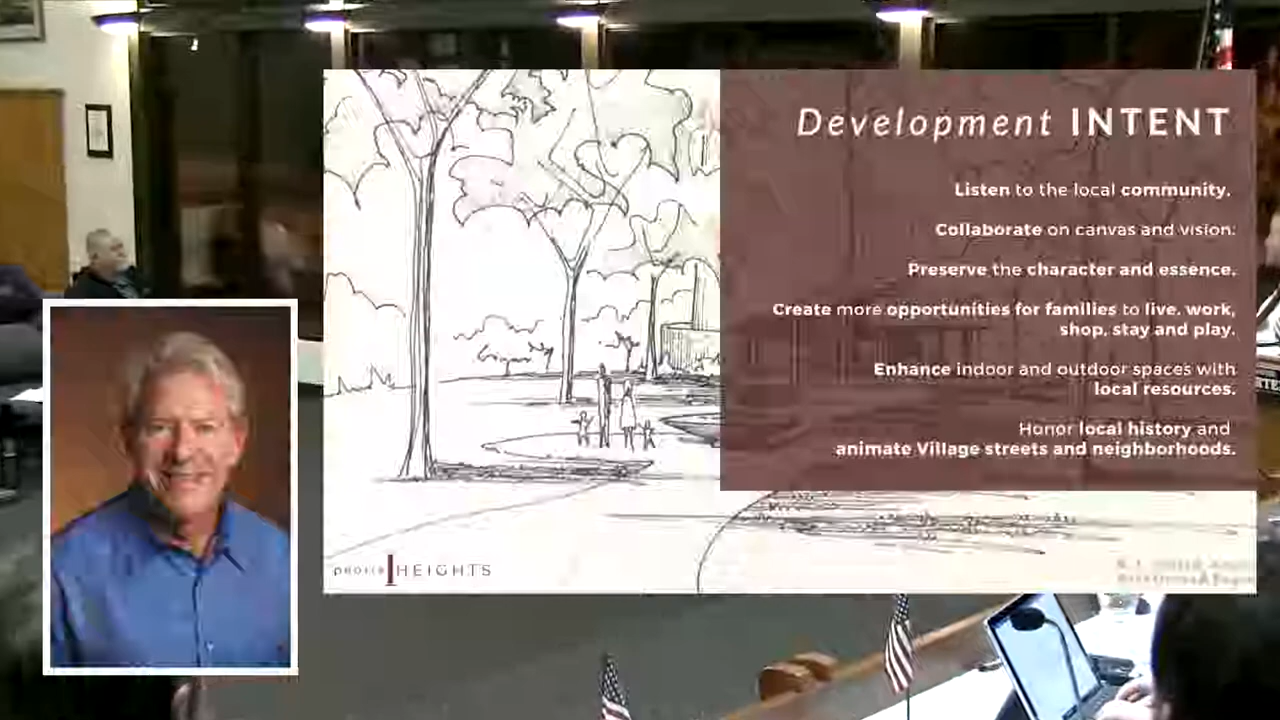 Development INTENT
Listen to the local community.
Collaborate on canvas and vision.
Preserve the character and essence.
Create more opportunities for families to live, work,
shop, stay and play.
Enhance indoor and outdoor spaces with
local resources.
Honor local history and
animate Village streets and neighborhoods.
HEIGHTS